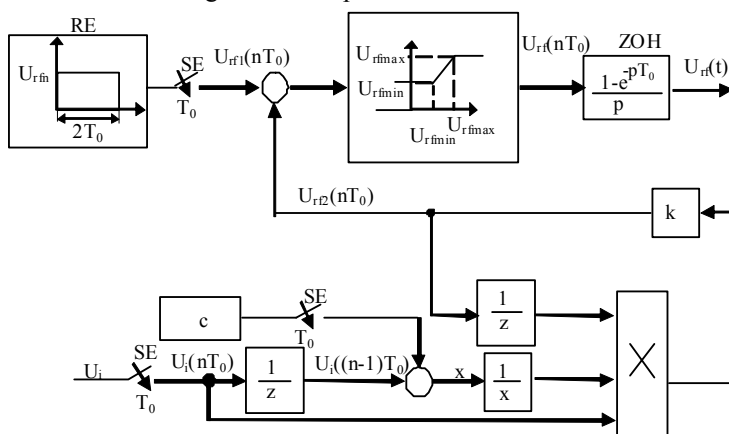 RE
U_rfn
2T_0
SE
T_0
U_rf1(nT_0)
U_rfmax
U_rfmin
U_rfmax
U_rfmin
U_rf(nT_0)
ZOH
1-e^-pT_0
p
U_rf(t)
U_rf2(nT_0)
k
1
z
c
SE
T_0
U_i
SE
T_0
U_i(nT_0)
1
z
U_i((n-1)T_0)
x
1
x